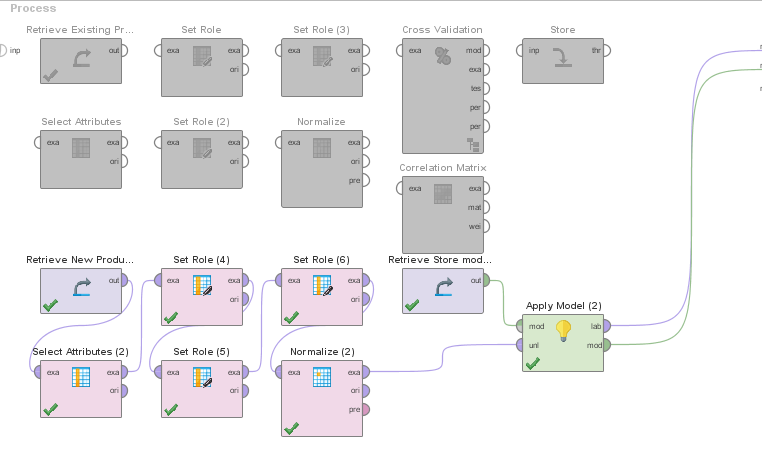 Process
Retrieve Existing Pr...
Set Role
Set Role (3)
Cross Validation
Store
inp
out
exa
exa
ori
exa
exa
ori
exa
mod
exa
tes
per
per
inp
thr
Select Attributes
Set Role (2)
Normalize
exa
exa
ori
exa
exa
ori
exa
exa
ori
pre
Correlation Matrix
exa
exa
mat
wei
Retrieve New Produ...
Set Role (4)
Set Role (6)
Retrieve Store mod...
out
exa
exa
ori
exa
exa
ori
out
Apply Model (2)
mod
lab
unl
mod
Select Attributes (2)
Set Role (5)
Normalize (2)
exa
exa
ori
exa
exa
ori
exa
exa
ori
pre